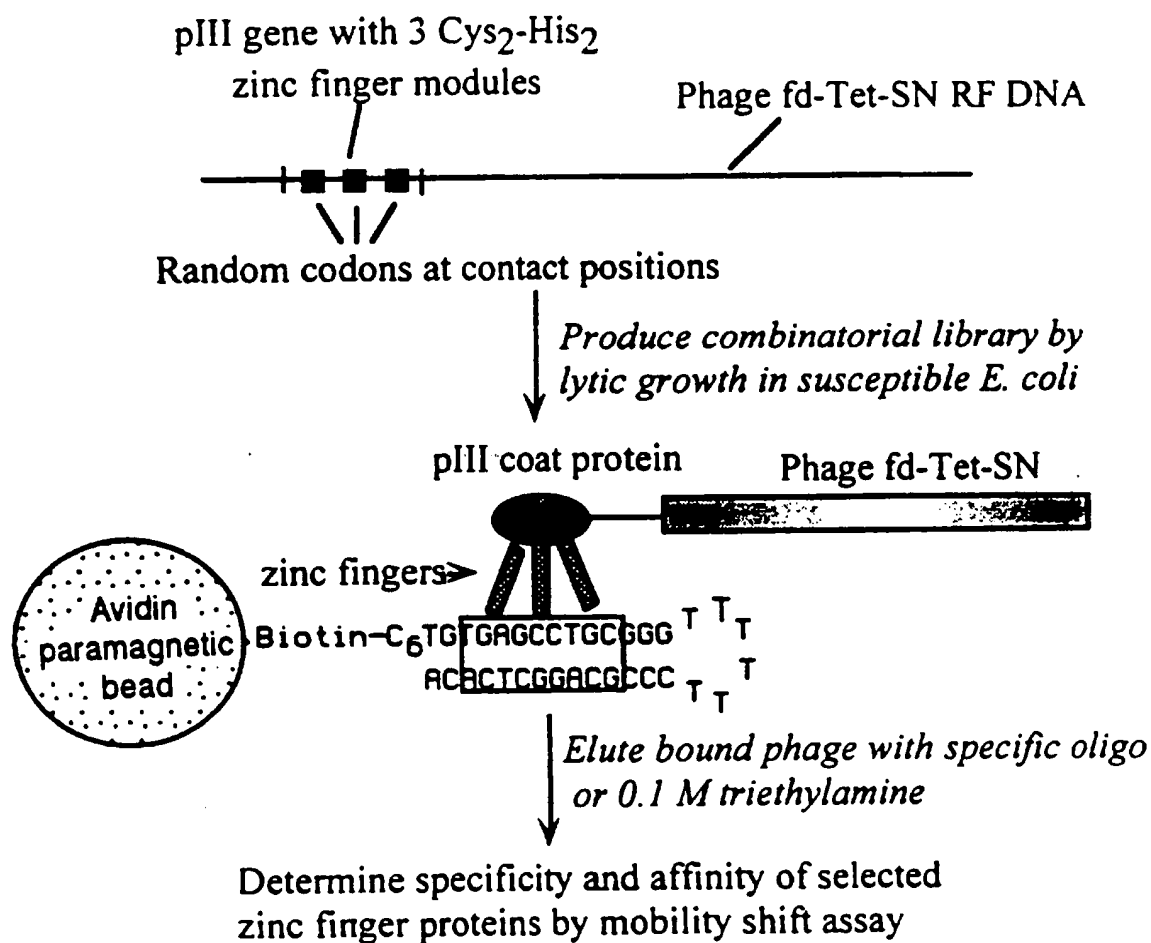 pIII gene with 3 Cys2-His2
zinc finger modules
Phage fd-Tet-SN RF DNA
Random codons at contact positions
Produce combinatorial library by
lytic growth in susceptible E. coli
pIII coat protein
Phage fd-Tet-SN
zinc fingers
Avidin
paramagnetic
bead
Biotin-C6TGTGAGCCTGCGGG T T T
ACACTCGGACGCCC T T T
Elute bound phage with specific oligo
or 0.1 M triethylamine
Determine specificity and affinity of selected
zinc finger proteins by mobility shift assay